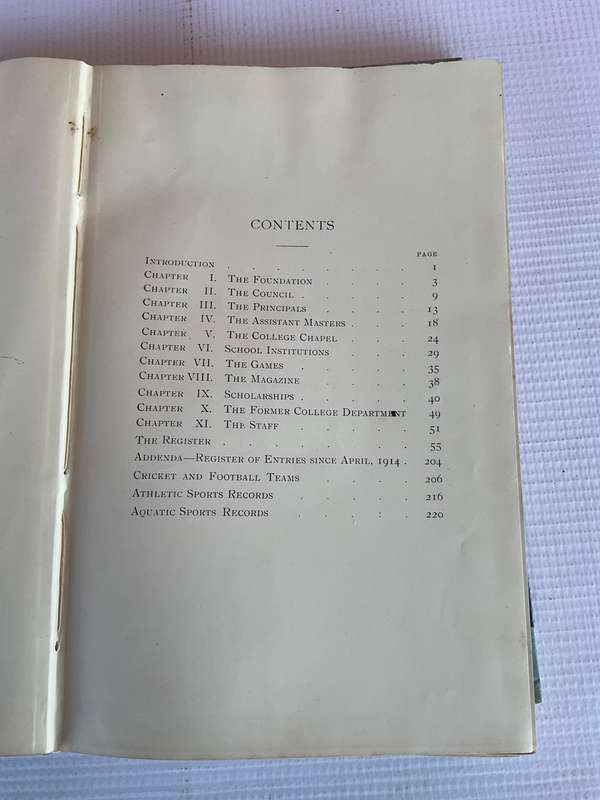 CONTENTS
PAGE
INTRODUCTION . . . . . . . . 1
CHAPTER I. THE FOUNDATION . . . . 3
CHAPTER II. THE COUNCIL . . . . . 9
CHAPTER III. THE PRINCIPALS . . . . 13
CHAPTER IV. THE ASSISTANT MASTERS . . . 18
CHAPTER V. THE COLLEGE CHAPEL . . . 24
CHAPTER VI. SCHOOL INSTITUTIONS . . . 29
CHAPTER VII. THE GAMES . . . . . 35
CHAPTER VIII. THE MAGAZINE . . . . 38
CHAPTER IX. SCHOLARSHIPS . . . . . 40
CHAPTER X. THE FORMER COLLEGE DEPARTMENT 49
CHAPTER XI. THE STAFF . . . . . 51
THE REGISTER . . . . . . . . 55
ADDENDA—REGISTER OF ENTRIES SINCE APRIL, 1914 . 204
CRICKET AND FOOTBALL TEAMS . . . . 206
ATHLETIC SPORTS RECORDS . . . . . 216
AQUATIC SPORTS RECORDS . . . : . 220